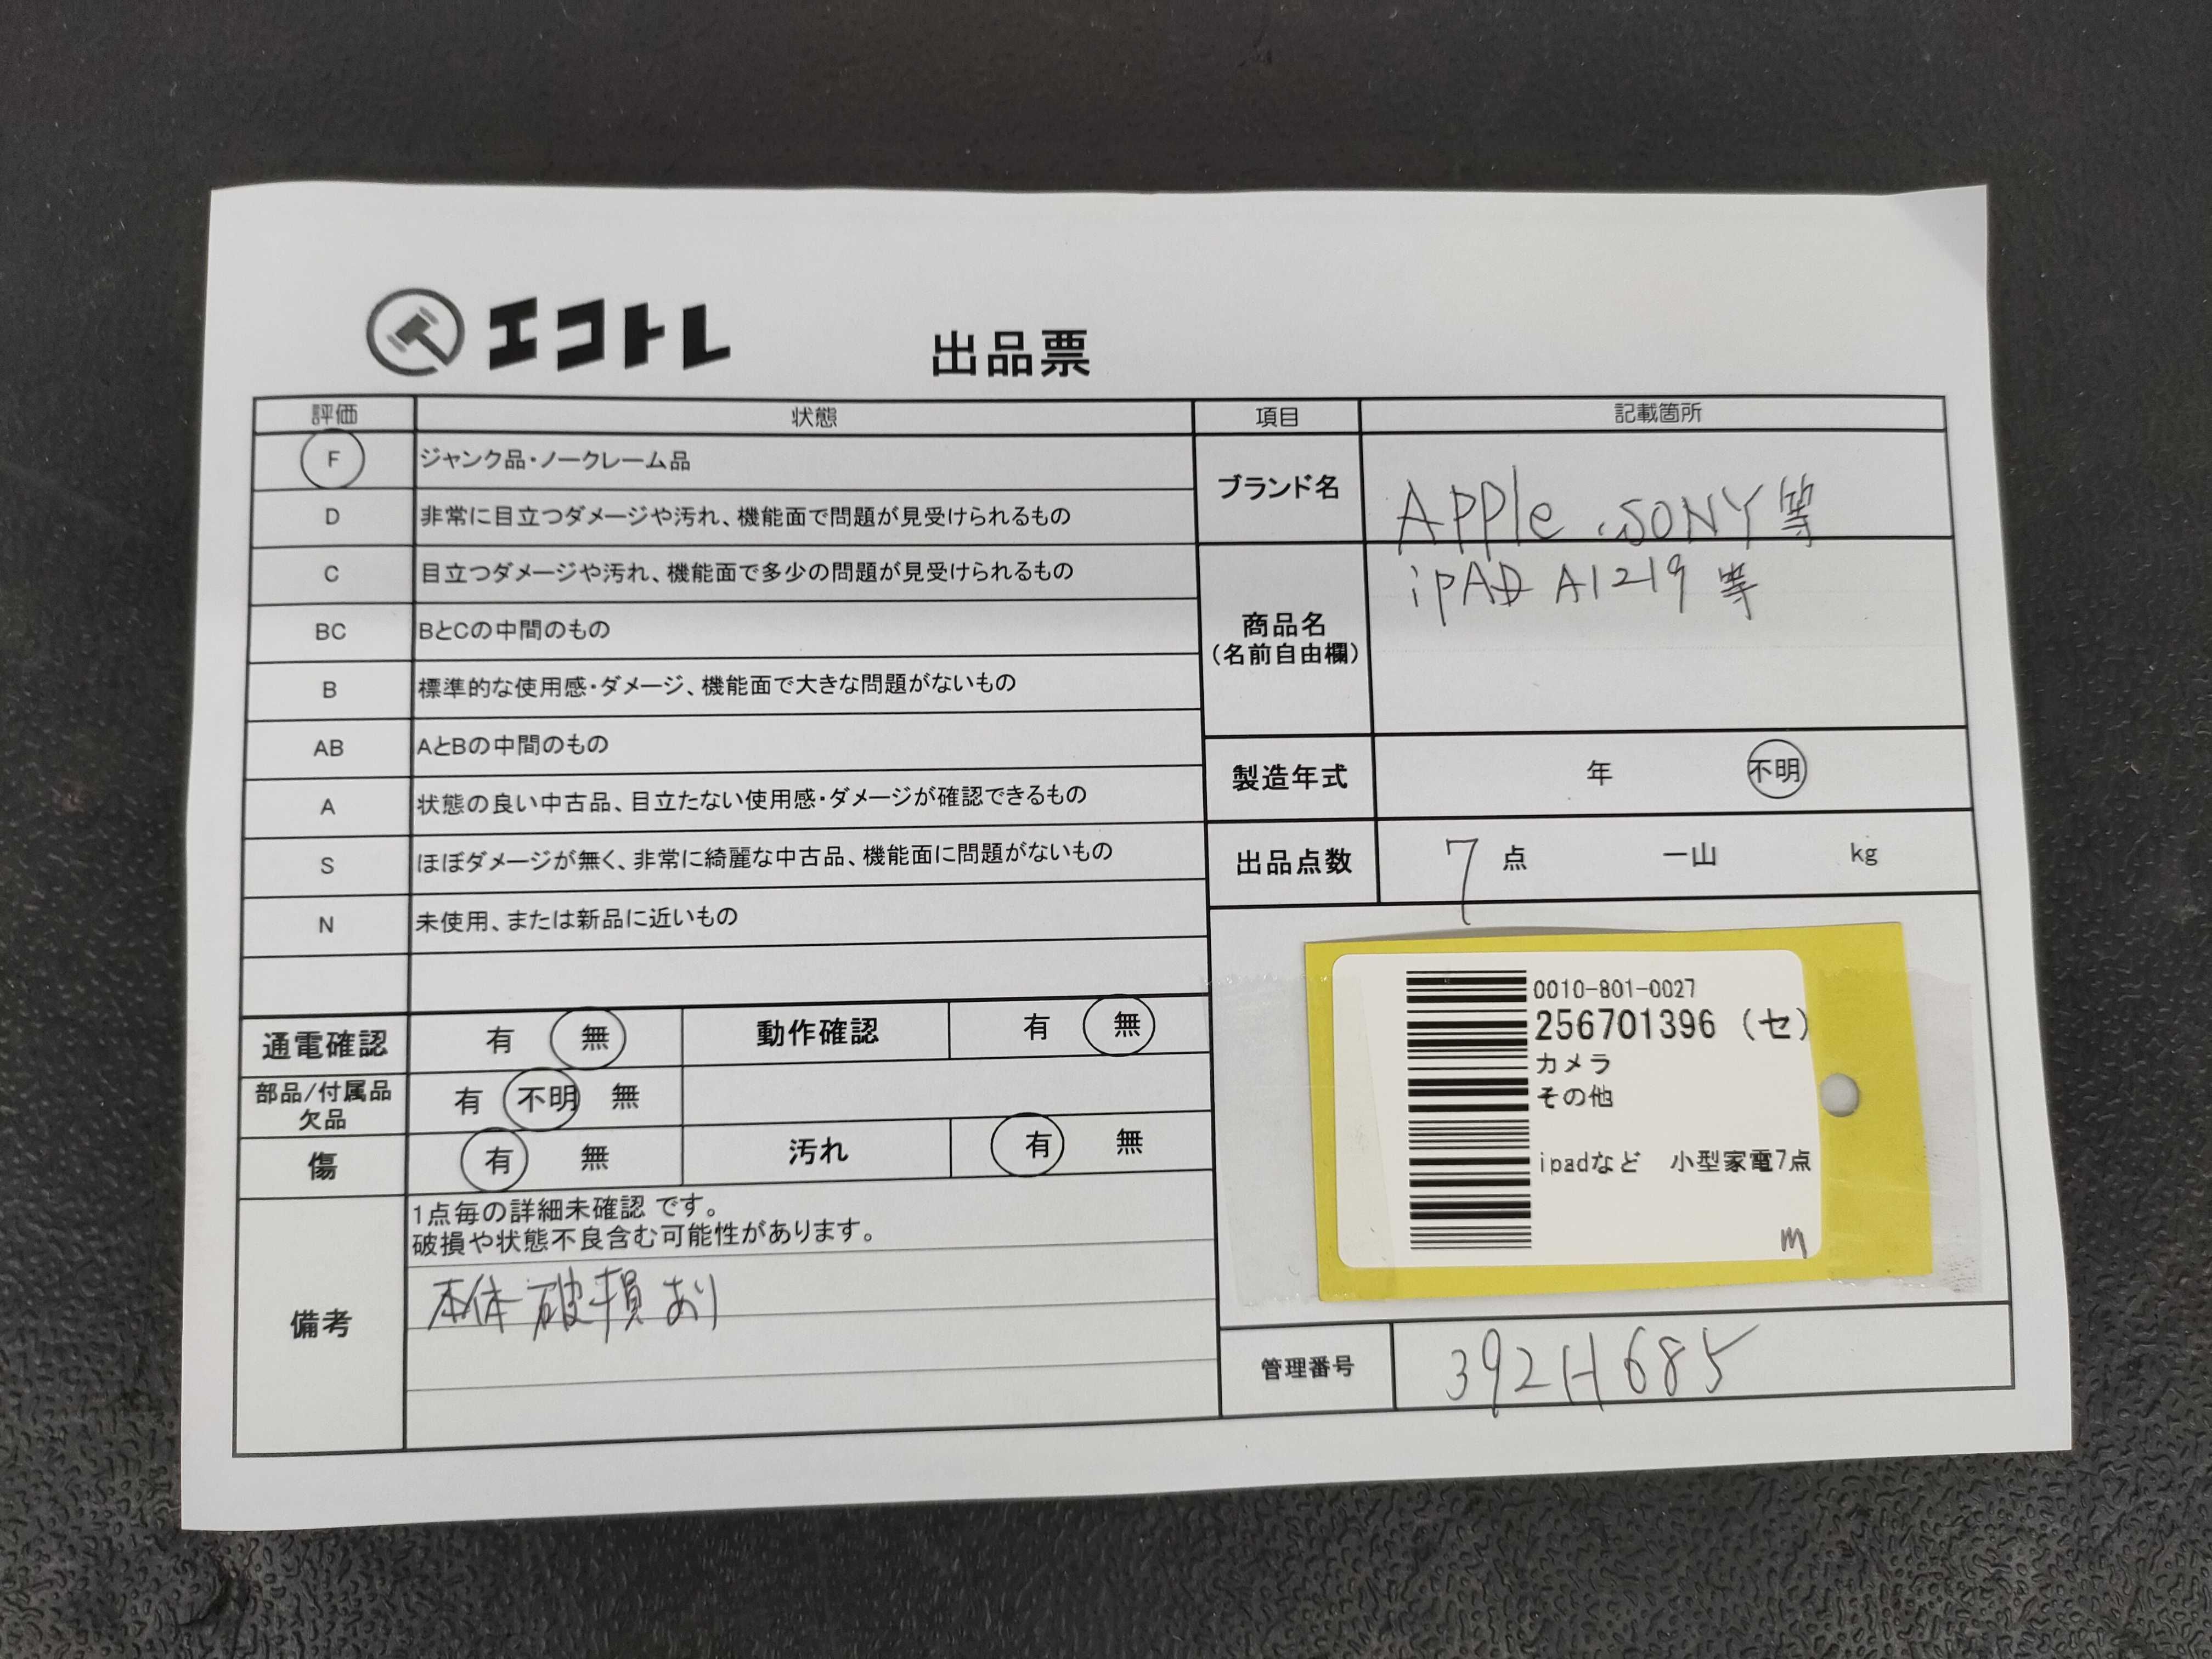 エコトレ
出品票
評価 状態
F ジャンク品・ノークレーム品
D 非常に目立つダメージや汚れ、機能面で問題が見受けられるもの
C 目立つダメージや汚れ、機能面で多少の問題が見受けられるもの
BC BとCの中間のもの
B 標準的な使用感・ダメージ、機能面で大きな問題がないもの
AB AとBの中間のもの
A 状態の良い中古品、目立たない使用感・ダメージが確認できるもの
S ほぼダメージが無く、非常に綺麗な中古品、機能面に問題がないもの
N 未使用、または新品に近いもの
通電確認 有 無 動作確認 有 無
部品/付属品
欠品 有 不明 無
傷 有 無 汚れ 有 無
備考
1点毎の詳細未確認 です。
破損や状態不良含む可能性があります。
本体破損あり
項目 記載箇所
ブランド名 Apple、SONY等
商品名
(名前自由欄)
ipAD A1219 等
製造年式 年 不明
出品点数 7 点 一山 kg
0010-801-0027
256701396 (セ)
カメラ
その他
ipadなど 小型家電7点
m
管理番号 392H685